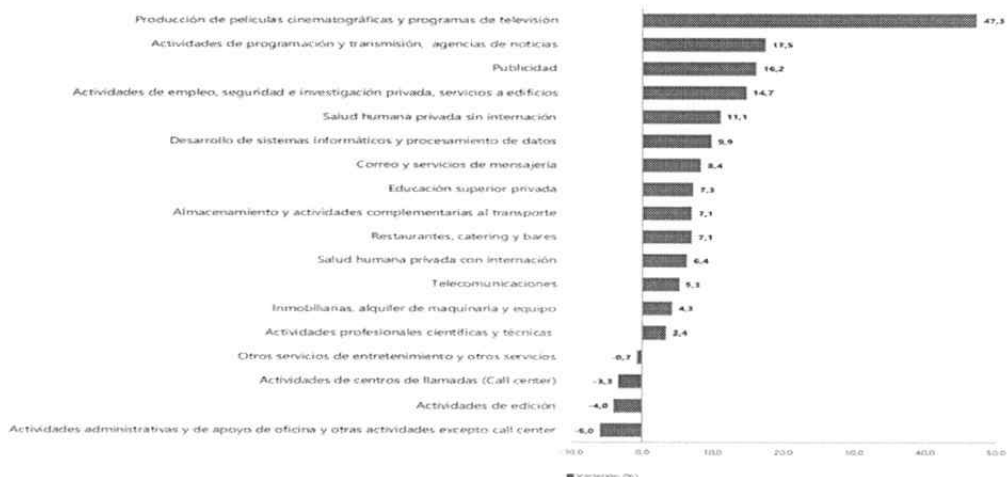 Producción de películas cinematográficas y programas de televisión 47,3
Actividades de programación y transmisión, agencias de noticias 17,5
Publicidad 16,2
Actividades de empleo, seguridad e investigación privada, servicios a edificios 14,7
Salud humana privada sin internación 11,1
Desarrollo de sistemas informáticos y procesamiento de datos 9,9
Correo y servicios de mensajería 8,4
Educación superior privada 7,3
Almacenamiento y actividades complementarias al transporte 7,1
Restaurantes, catering y bares 7,1
Salud humana privada con internación 6,4
Telecomunicaciones 5,3
Inmobiliarias, alquiler de maquinaria y equipo 4,3
Actividades profesionales científicas y técnicas 3,4
Otros servicios de entretenimiento y otros servicios -0,7
Actividades de centros de llamadas (Call center) -3,3
Actividades de edición -4,0
Actividades administrativas y de apoyo de oficina y otras actividades excepto call center -6,0
-10,0 0,0 10,0 20,0 30,0 40,0 50,0